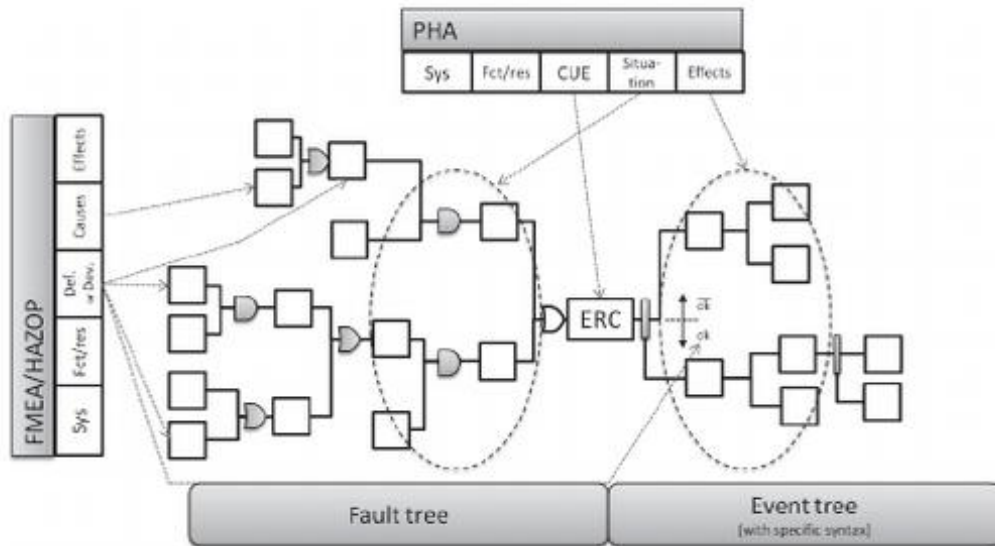 PHA
Sys
Fct/res
CUE
Situa-
tion
Effects
FMEA/HAZOP
Effects
Causes
Def.
or Dev.
Fct/res
Sys
ERC
ok
Fault tree
Event tree
[with specific syntax]